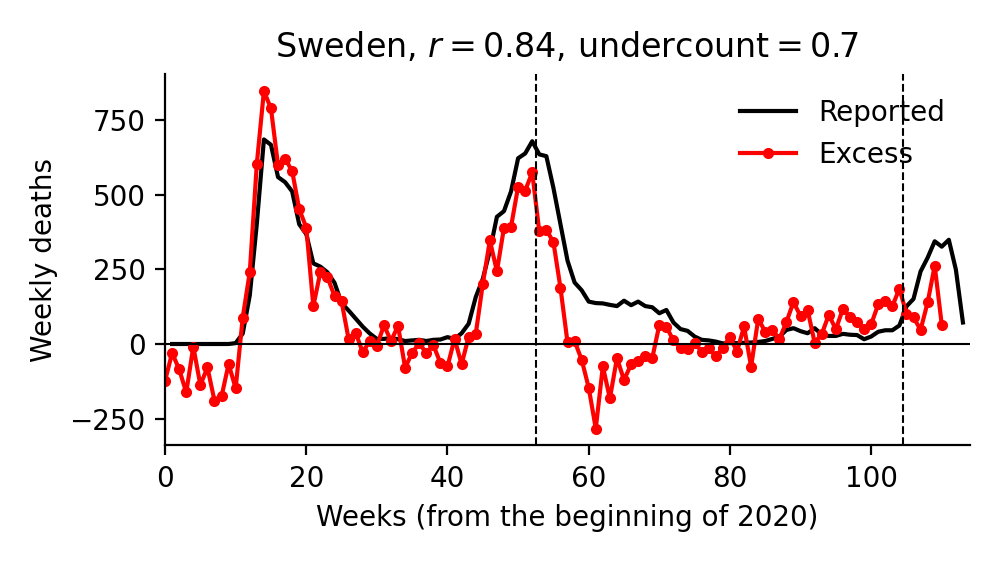 Sweden, r = 0.84, undercount = 0.7
Reported
Excess
Weekly deaths
750
500
250
0
−250
0 20 40 60 80 100
Weeks (from the beginning of 2020)